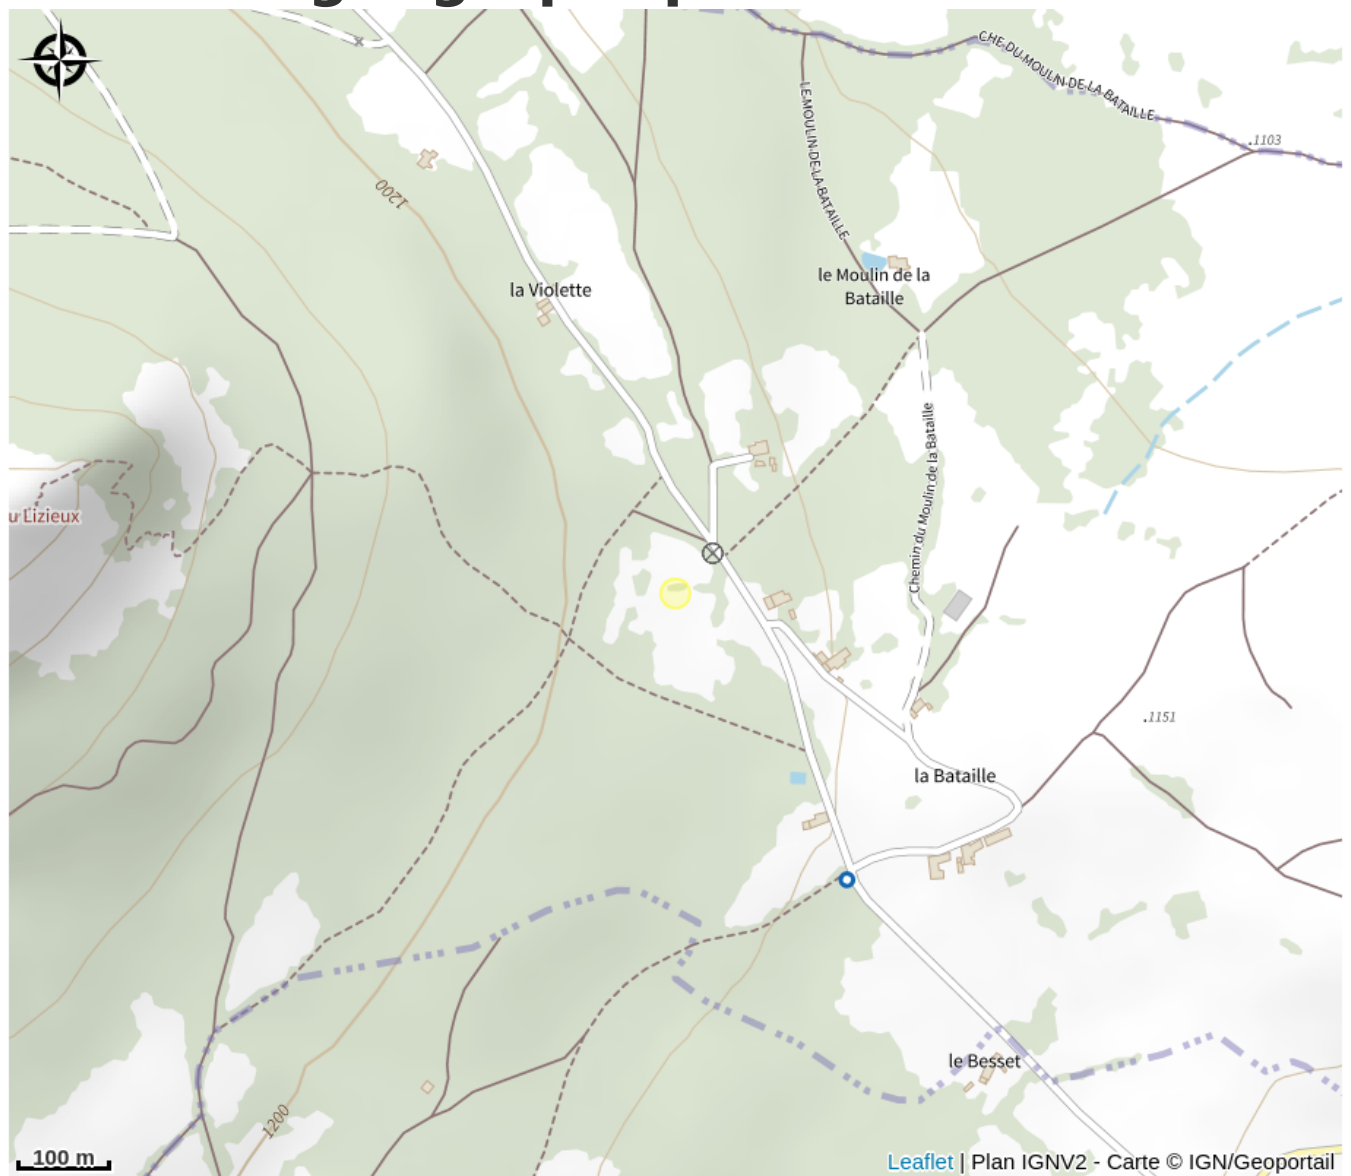 CHE DU MOULIN DE LA BATAILLE
LE MOULIN DE LA BATAILLE
.1103
1200
le Moulin de la
Bataille
la Violette
Chemin du Moulin de la Bataille
u Lizieux
.1151
la Bataille
le Besset
1200
100 m
Leaflet | Plan IGNV2 - Carte © IGN/Geoportail